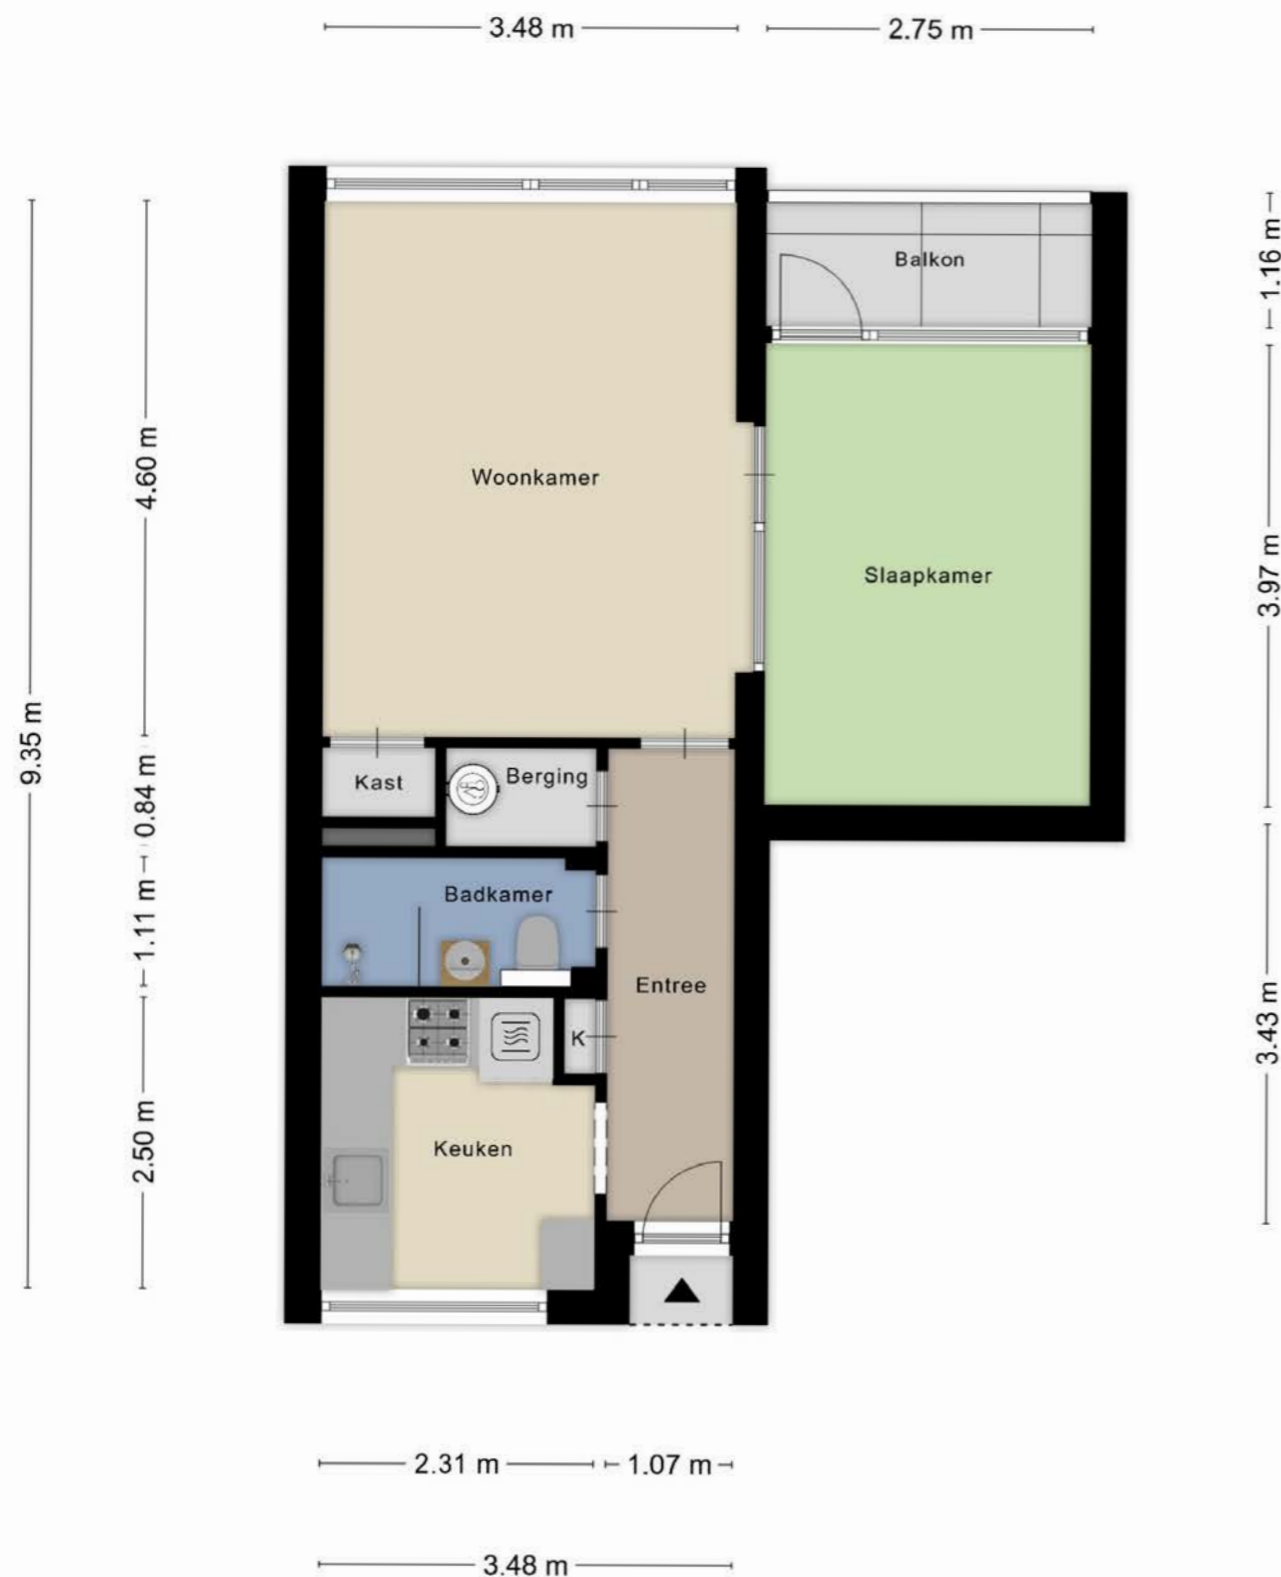 3.48 m
2.75 m
Balkon
1.16 m
4.60 m
Woonkamer
3.97 m
Slaapkamer
9.35 m
0.84 m
Kast
Berging
1.11 m
Badkamer
Entree
3.43 m
K
2.50 m
Keuken
2.31 m
1.07 m
3.48 m